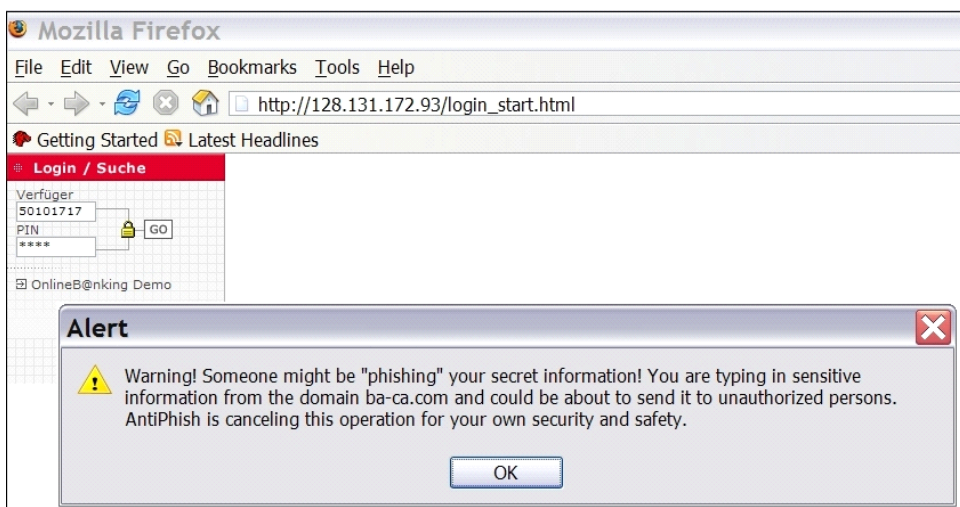 Mozilla Firefox
File Edit View Go Bookmarks Tools Help
http://128.131.172.93/login_start.html
Getting Started Latest Headlines
Login / Suche
Verfüger
50101717
PIN
GO
****
OnlineB@nking Demo
Alert
Warning! Someone might be "phishing" your secret information! You are typing in sensitive
information from the domain ba-ca.com and could be about to send it to unauthorized persons.
AntiPhish is canceling this operation for your own security and safety.
OK